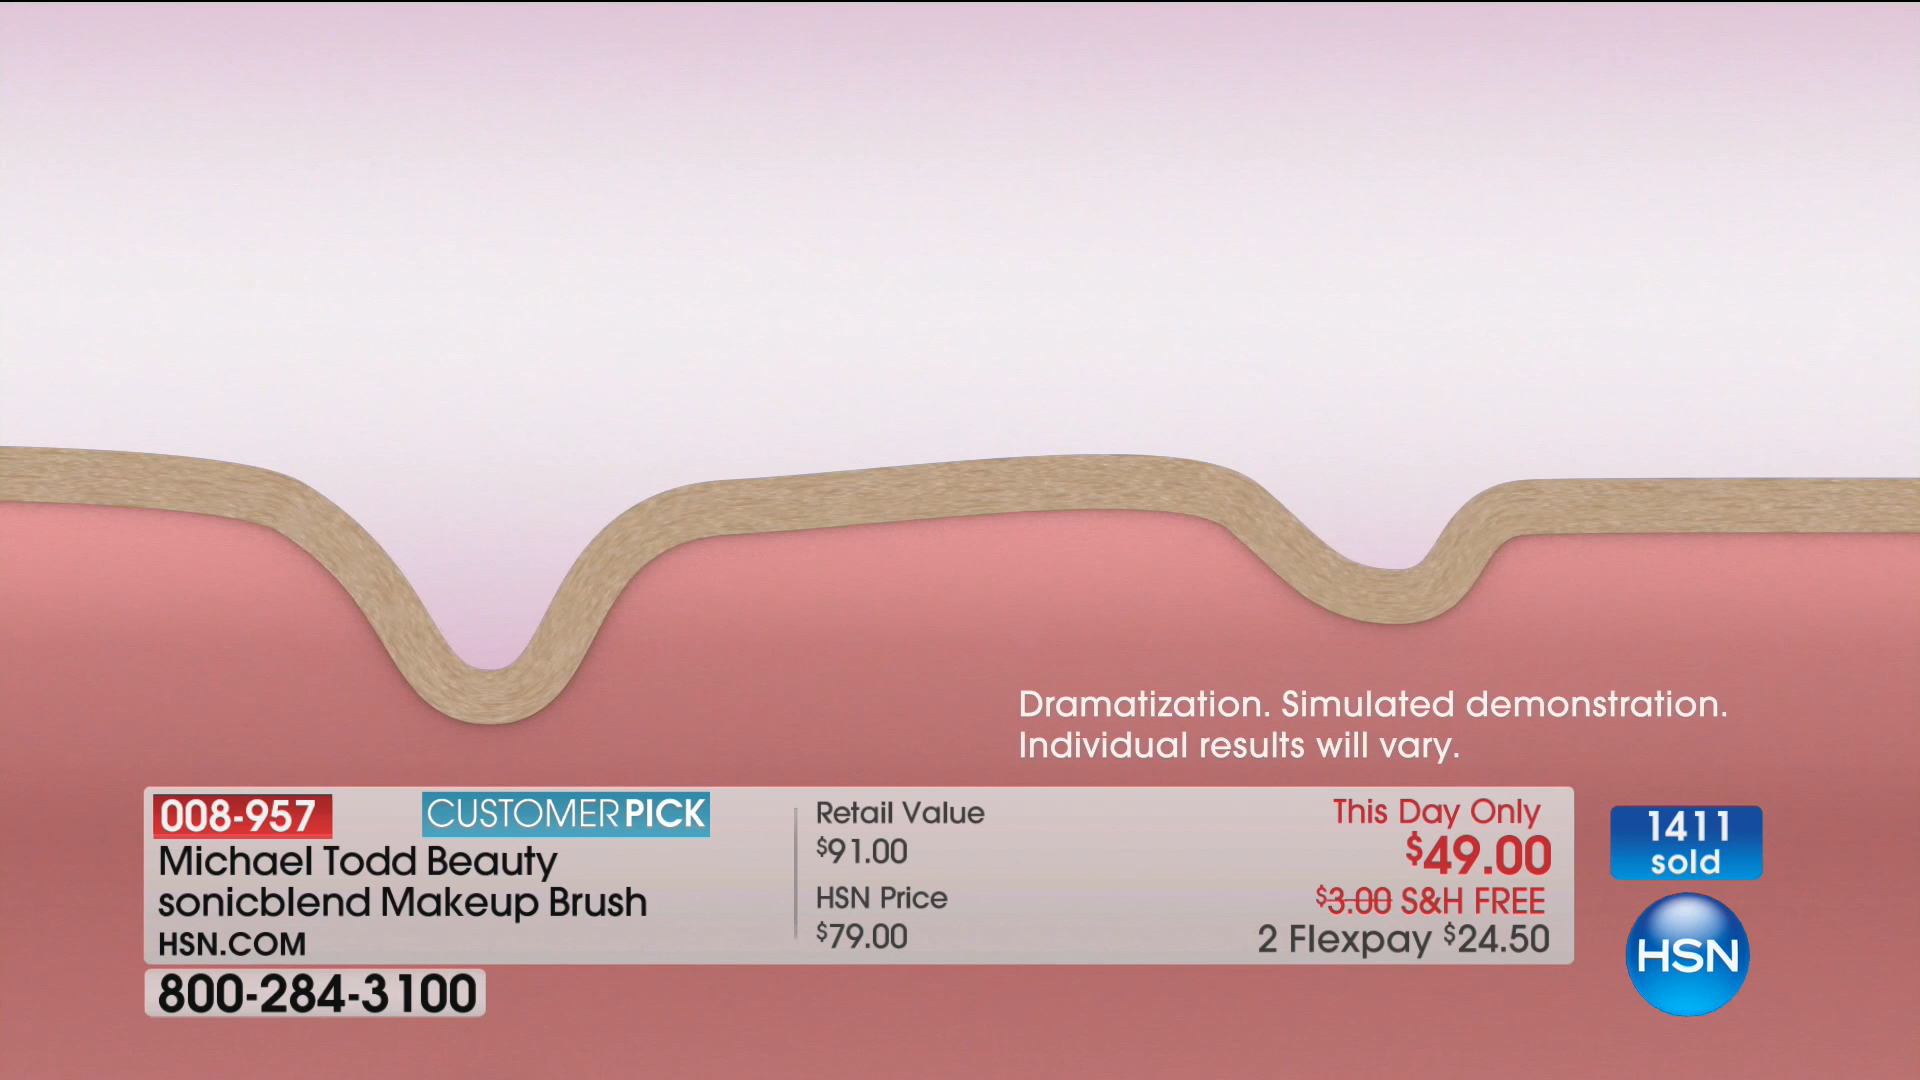 Dramatization. Simulated demonstration.
Individual results will vary.
008-957
CUSTOMER PICK
Michael Todd Beauty
sonicblend Makeup Brush
HSN.COM
800-284-3100
Retail Value
$91.00
HSN Price
$79.00
This Day Only
$49.00
$3.00 S&H FREE
2 Flexpay $24.50
1411
sold
HSN